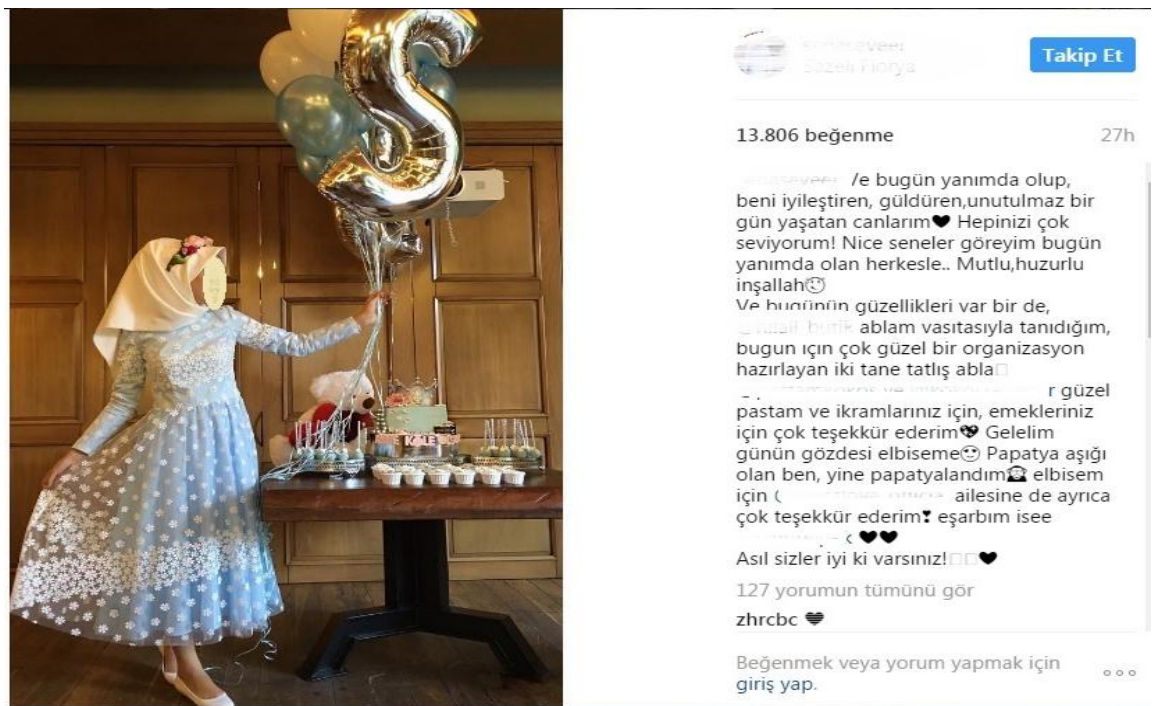 S
KALE
Takip Et
13.806 beğenme
27h
/e bugün yanımda olup,
beni iyileştiren, güldüren,unutulmaz bir
gün yaşatan canlarım🖤 Hepinizi çok
seviyorum! Nice seneler göreyim bugün
yanımda olan herkesle.. Mutlu,huzurlu
inşallah
Ve bugünün güzellikleri var bir de,
ablam vasıtasıyla tanıdığım,
bugun için çok güzel bir organizasyon
hazırlayan iki tane tatlış abla
r güzel
pastam ve ikramlarınız için, emekleriniz
için çok teşekkür ederim💖 Gelelim
günün gözdesi elbiseme Papatya aşığı
olan ben, yine papatyalandım elbisem
için ( ailesine de ayrıca
çok teşekkür ederim❣ eşarbım isee
🖤🖤
Asıl sizler iyi ki varsınız!🖤
127 yorumun tümünü gör
zhrcbc 🖤
Beğenmek veya yorum yapmak için
giriş yap.